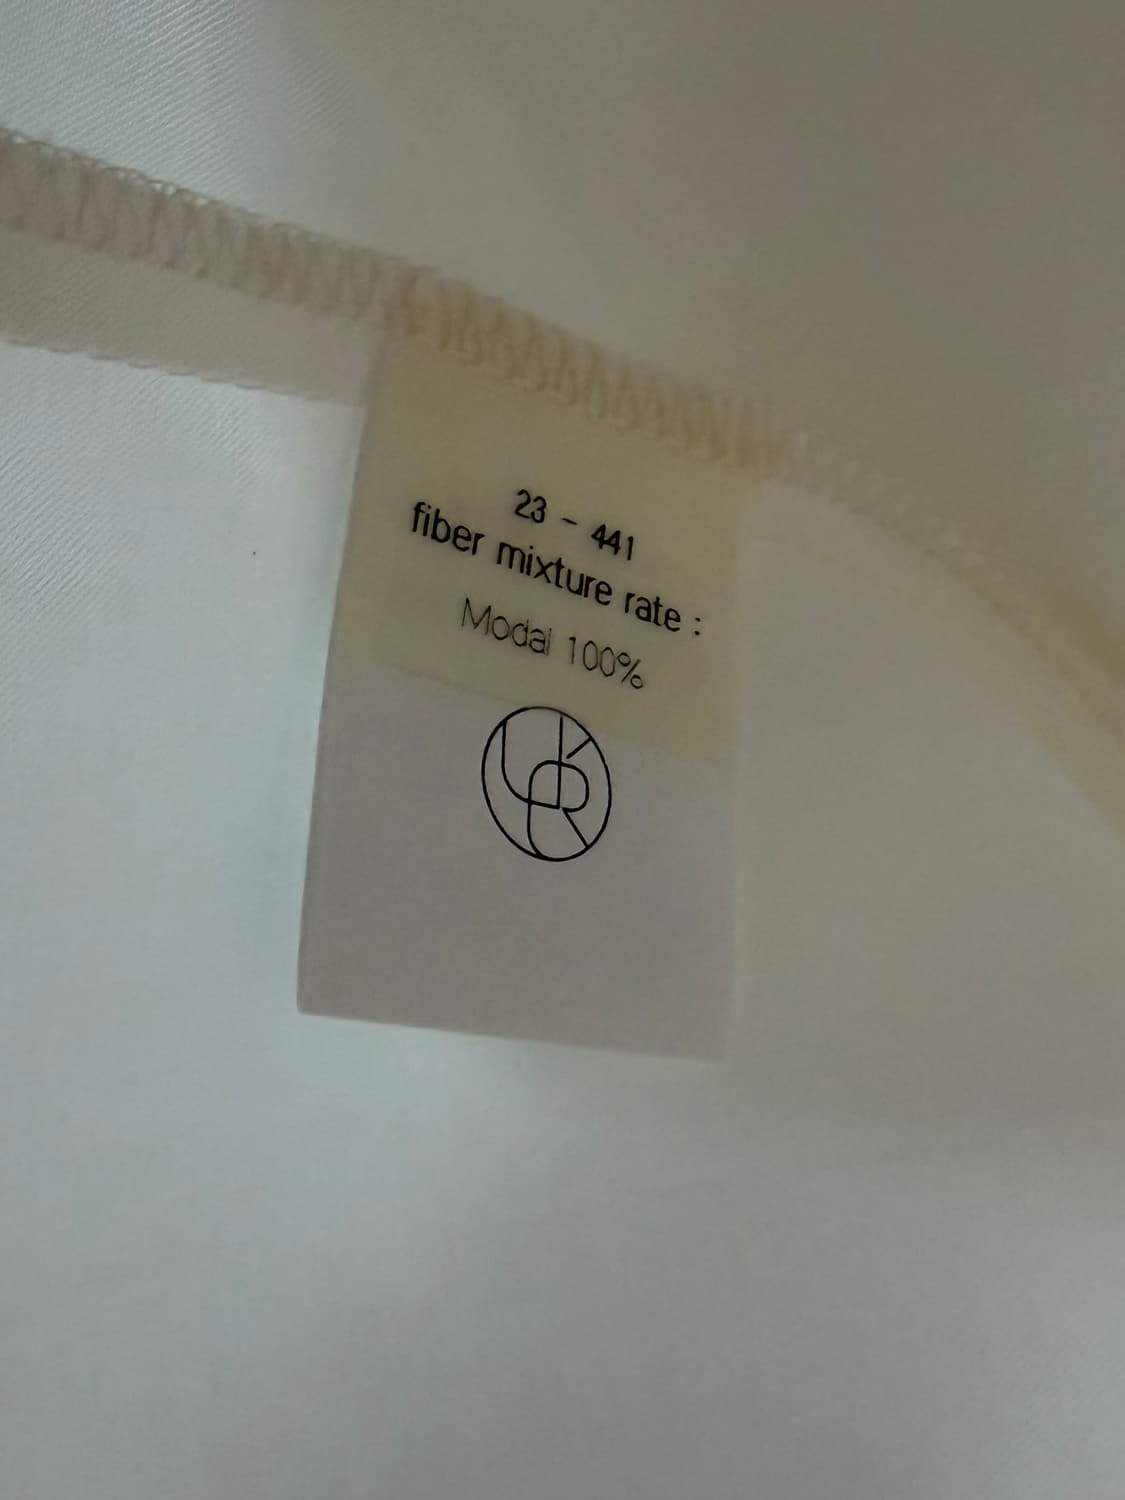 23 - 441
fiber mixture rate :
Modal 100%